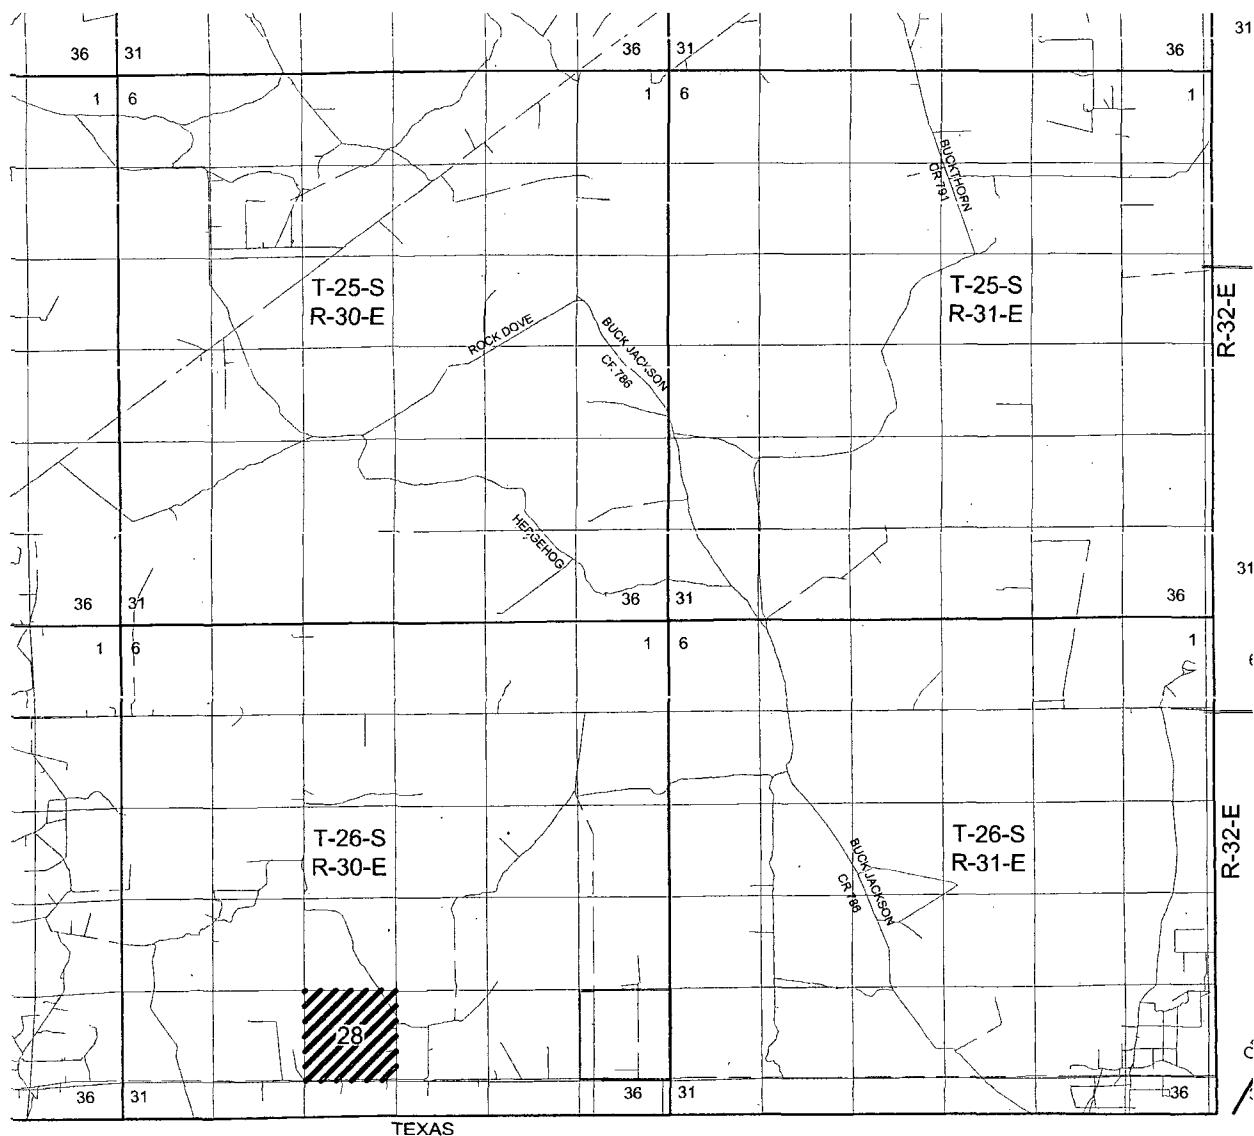 36 31 36 31 36 31
1 6 1 6 1
BUCKTHORN
CR 791
T-25-S
R-30-E
T-25-S
R-31-E
R-32-E
ROCK DOVE
BUCK JACKSON
CR 786
HEDGEHOG
36 31 36 31 36 31
1 6 1 6 1 6
T-26-S
R-30-E
T-26-S
R-31-E
R-32-E
BUCK JACKSON
CR 786
28
36 31 36 31 36
TEXAS